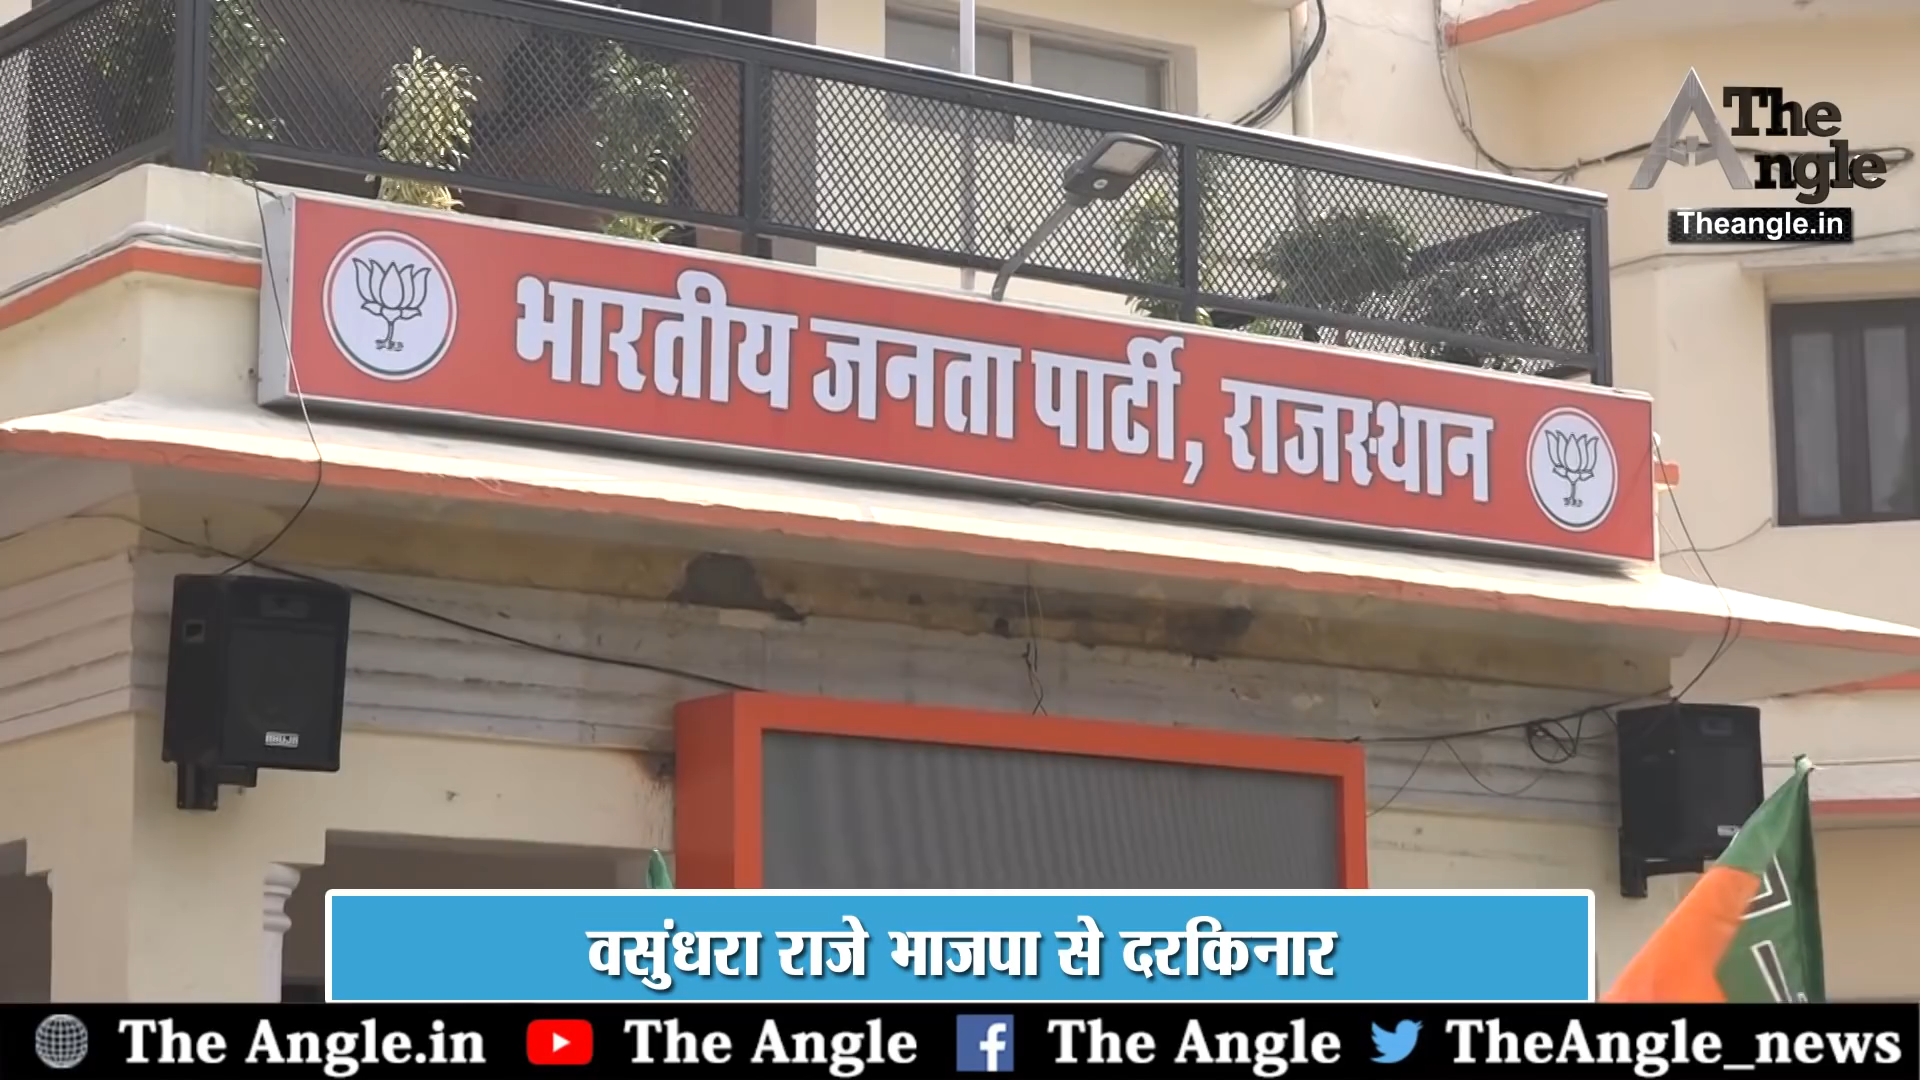 The
Angle
Theangle.in
भारतीय जनता पार्टी, राजस्थान
AHUJA
वसुंधरा राजे भाजपा से दरकिनार
The Angle.in The Angle The Angle TheAngle_news